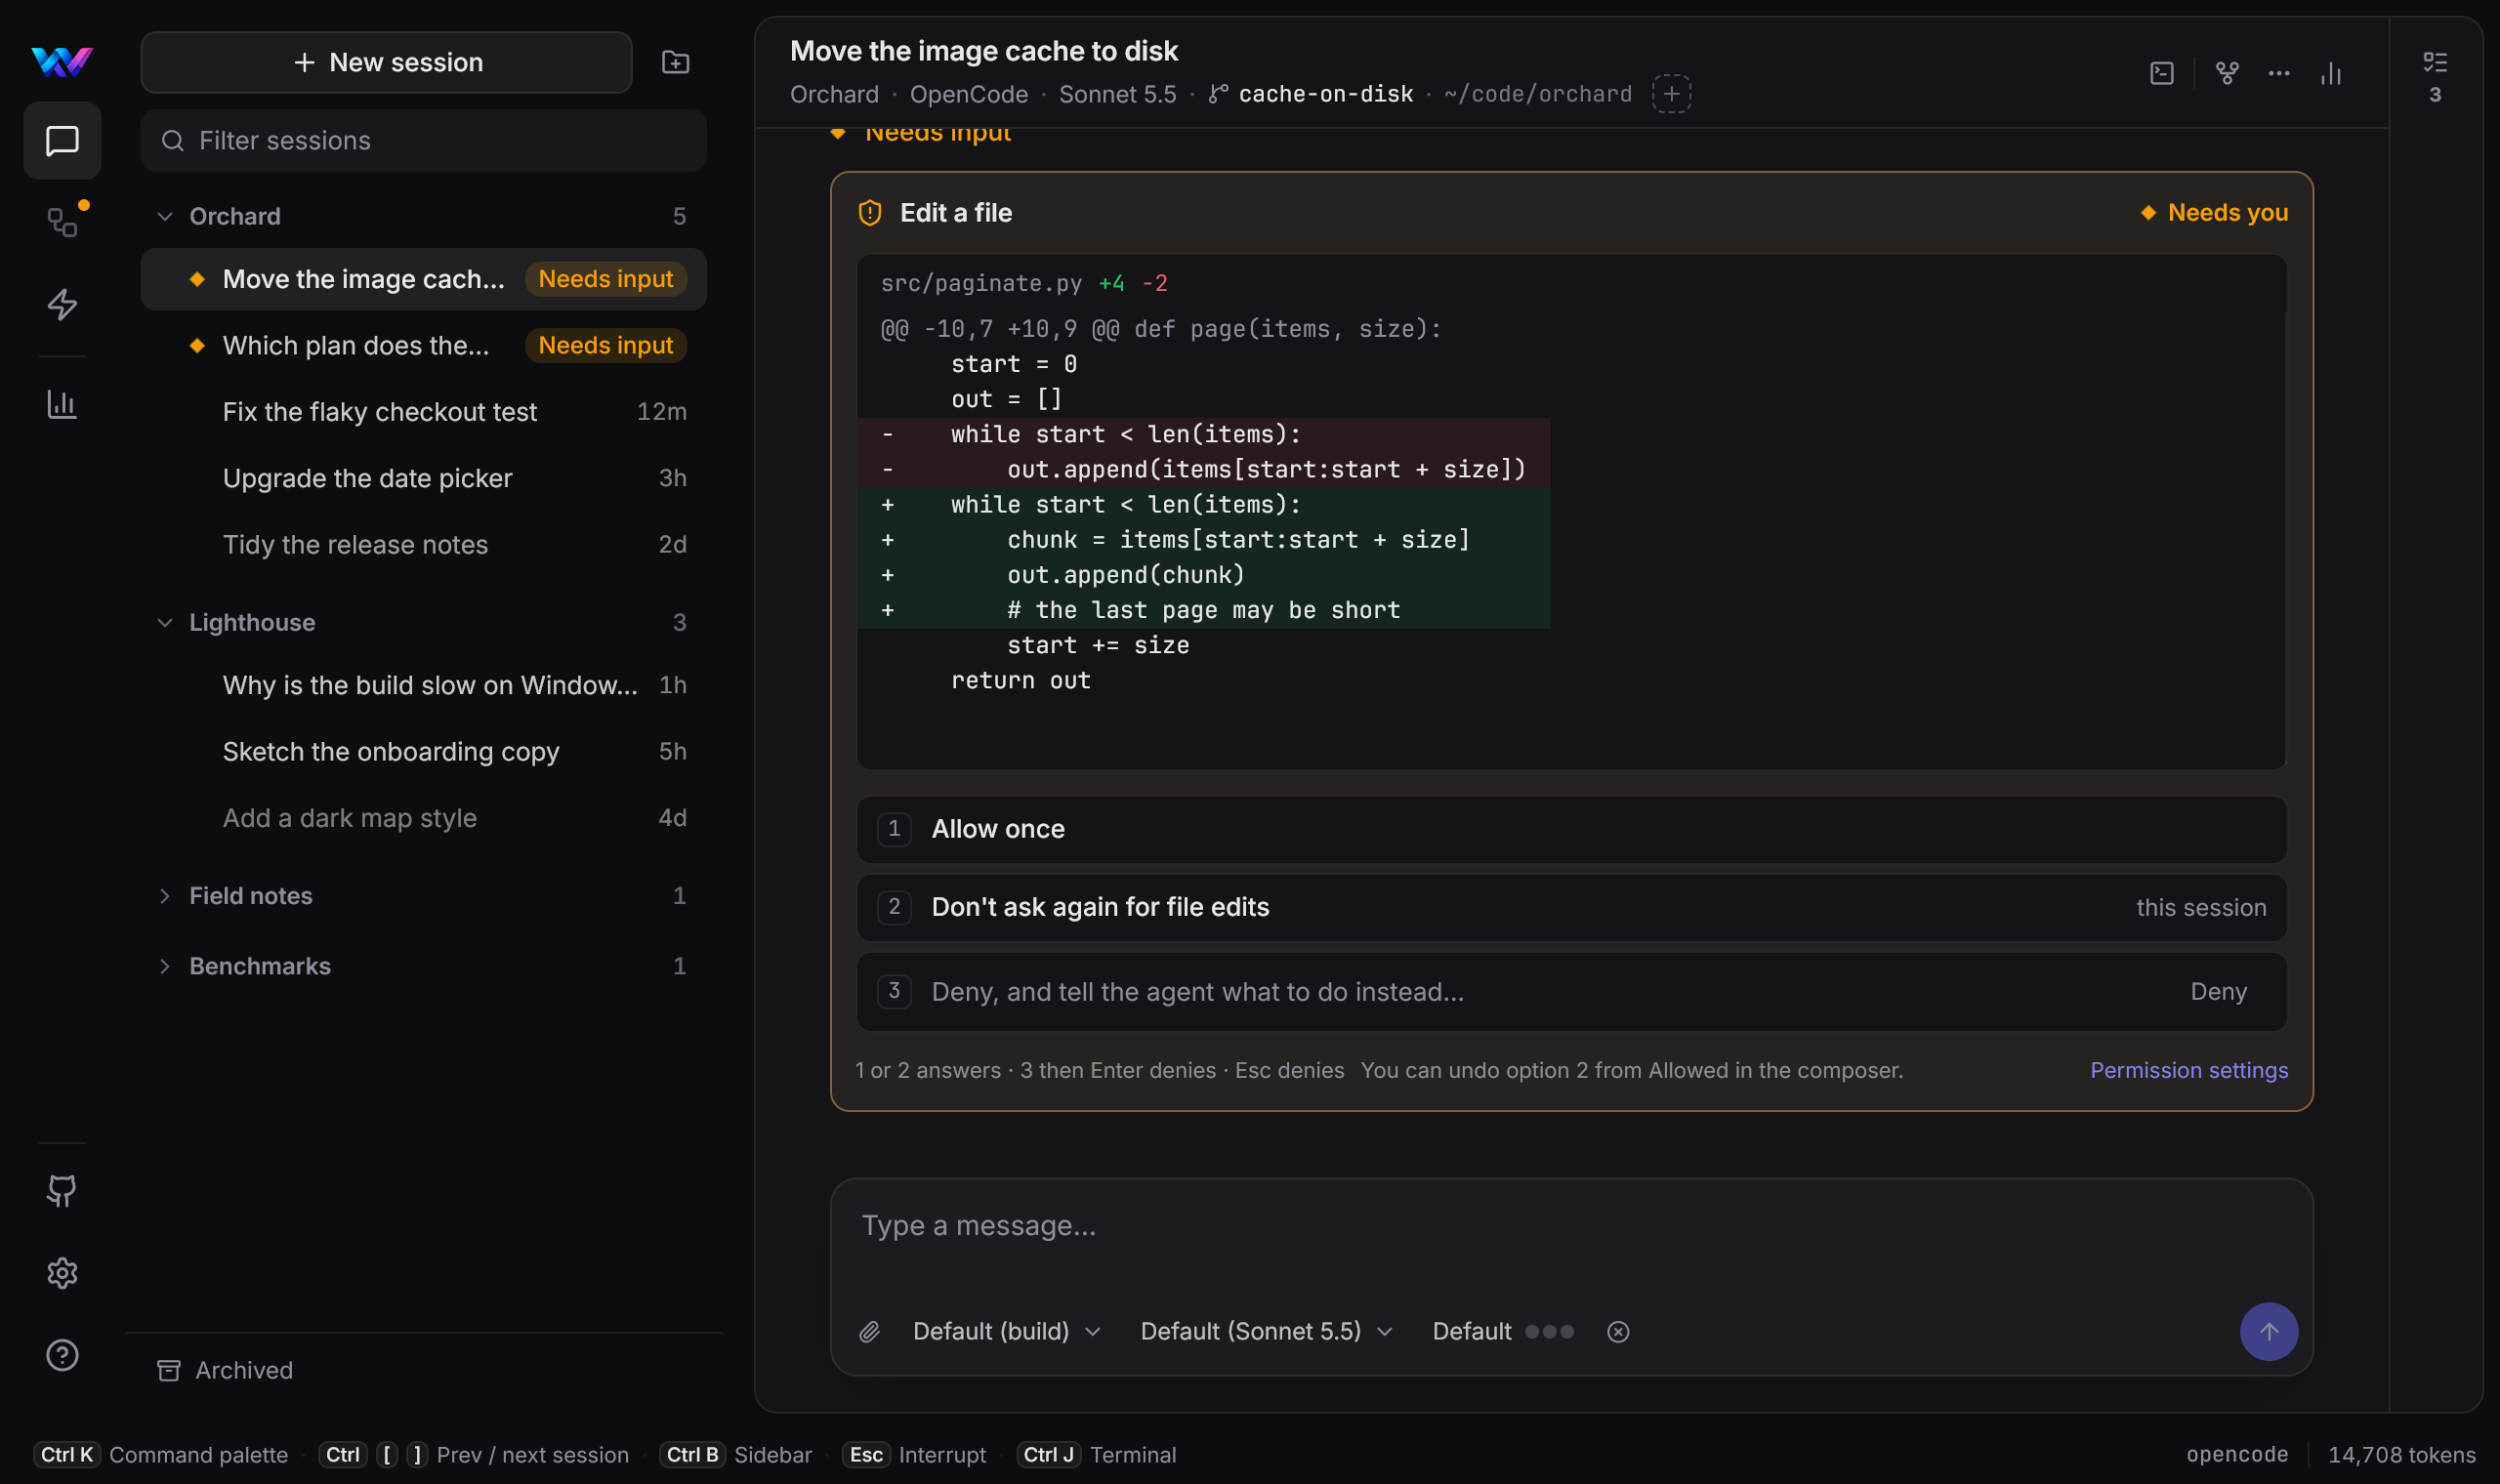 New session
Filter sessions
Orchard 5
Move the image cach... Needs input
Which plan does the... Needs input
Fix the flaky checkout test 12m
Upgrade the date picker 3h
Tidy the release notes 2d
Lighthouse 3
Why is the build slow on Window... 1h
Sketch the onboarding copy 5h
Add a dark map style 4d
Field notes 1
Benchmarks 1
Archived
Move the image cache to disk
Orchard · OpenCode · Sonnet 5.5 · cache-on-disk · ~/code/orchard
3
Needs input
Edit a file
Needs you
src/paginate.py +4 -2
@@ -10,7 +10,9 @@ def page(items, size):
start = 0
out = []
- while start < len(items):
- out.append(items[start:start + size])
+ while start < len(items):
+ chunk = items[start:start + size]
+ out.append(chunk)
+ # the last page may be short
start += size
return out
1 Allow once
2 Don't ask again for file edits this session
3 Deny, and tell the agent what to do instead... Deny
1 or 2 answers · 3 then Enter denies · Esc denies You can undo option 2 from Allowed in the composer. Permission settings
Type a message...
Default (build) Default (Sonnet 5.5) Default
Ctrl K Command palette · Ctrl [ ] Prev / next session · Ctrl B Sidebar · Esc Interrupt · Ctrl J Terminal
opencode 14,708 tokens